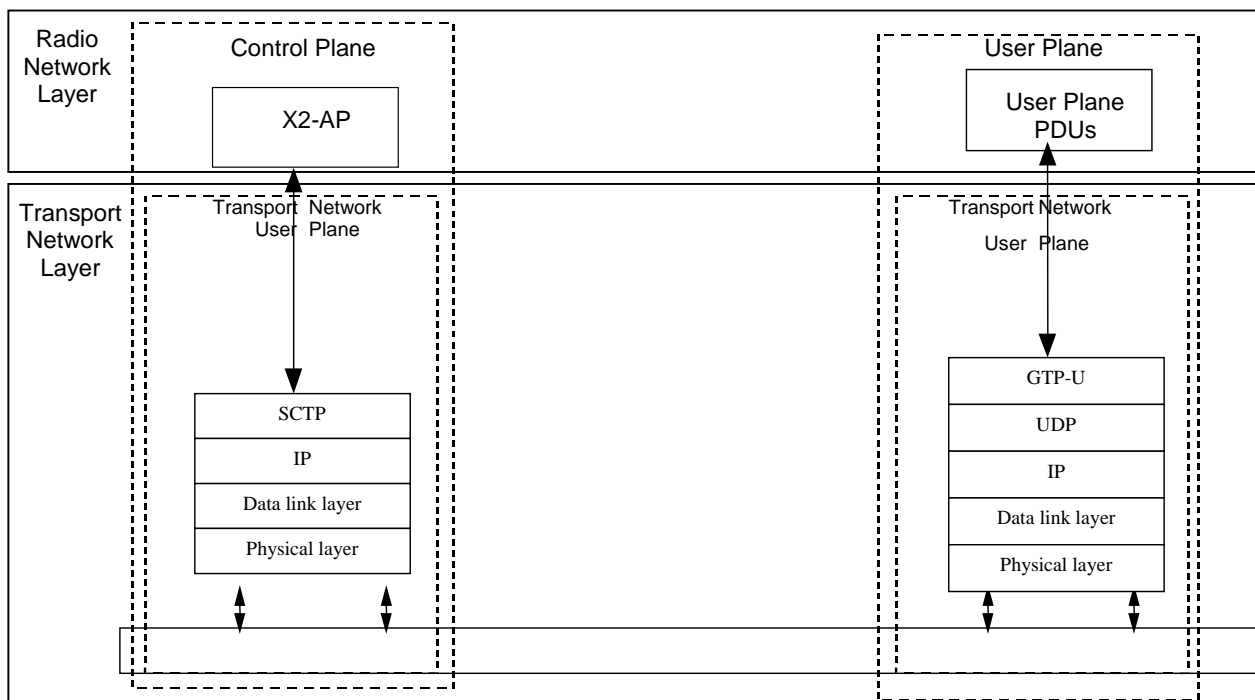 Radio
Network
Layer
Control Plane
X2-AP
User Plane
User Plane
PDUs
Transport
Network
Layer
Transport Network
User Plane
SCTP
IP
Data link layer
Physical layer
Transport Network
User Plane
GTP-U
UDP
IP
Data link layer
Physical layer